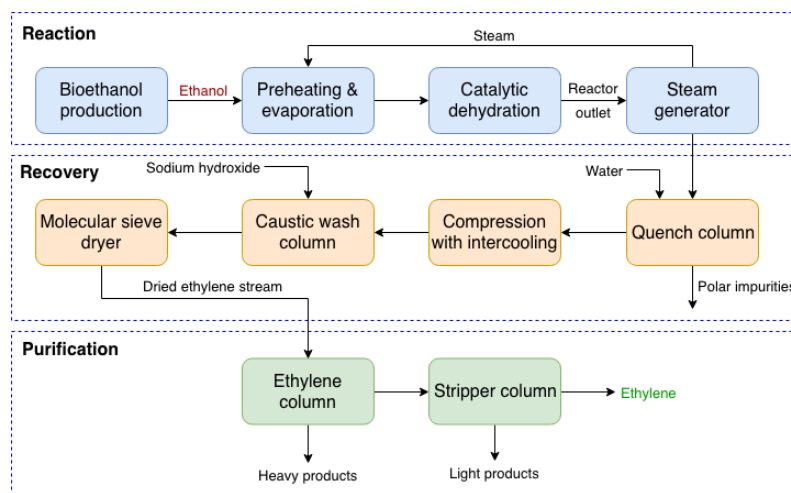 Reaction
Steam
Bioethanol
production
Ethanol
Preheating &
evaporation
Catalytic
dehydration
Reactor
outlet
Steam
generator
Recovery
Sodium hydroxide
Water
Molecular sieve
dryer
Caustic wash
column
Compression
with intercooling
Quench column
Dried ethylene stream
Polar impurities
Purification
Ethylene
column
Stripper column
Ethylene
Heavy products
Light products